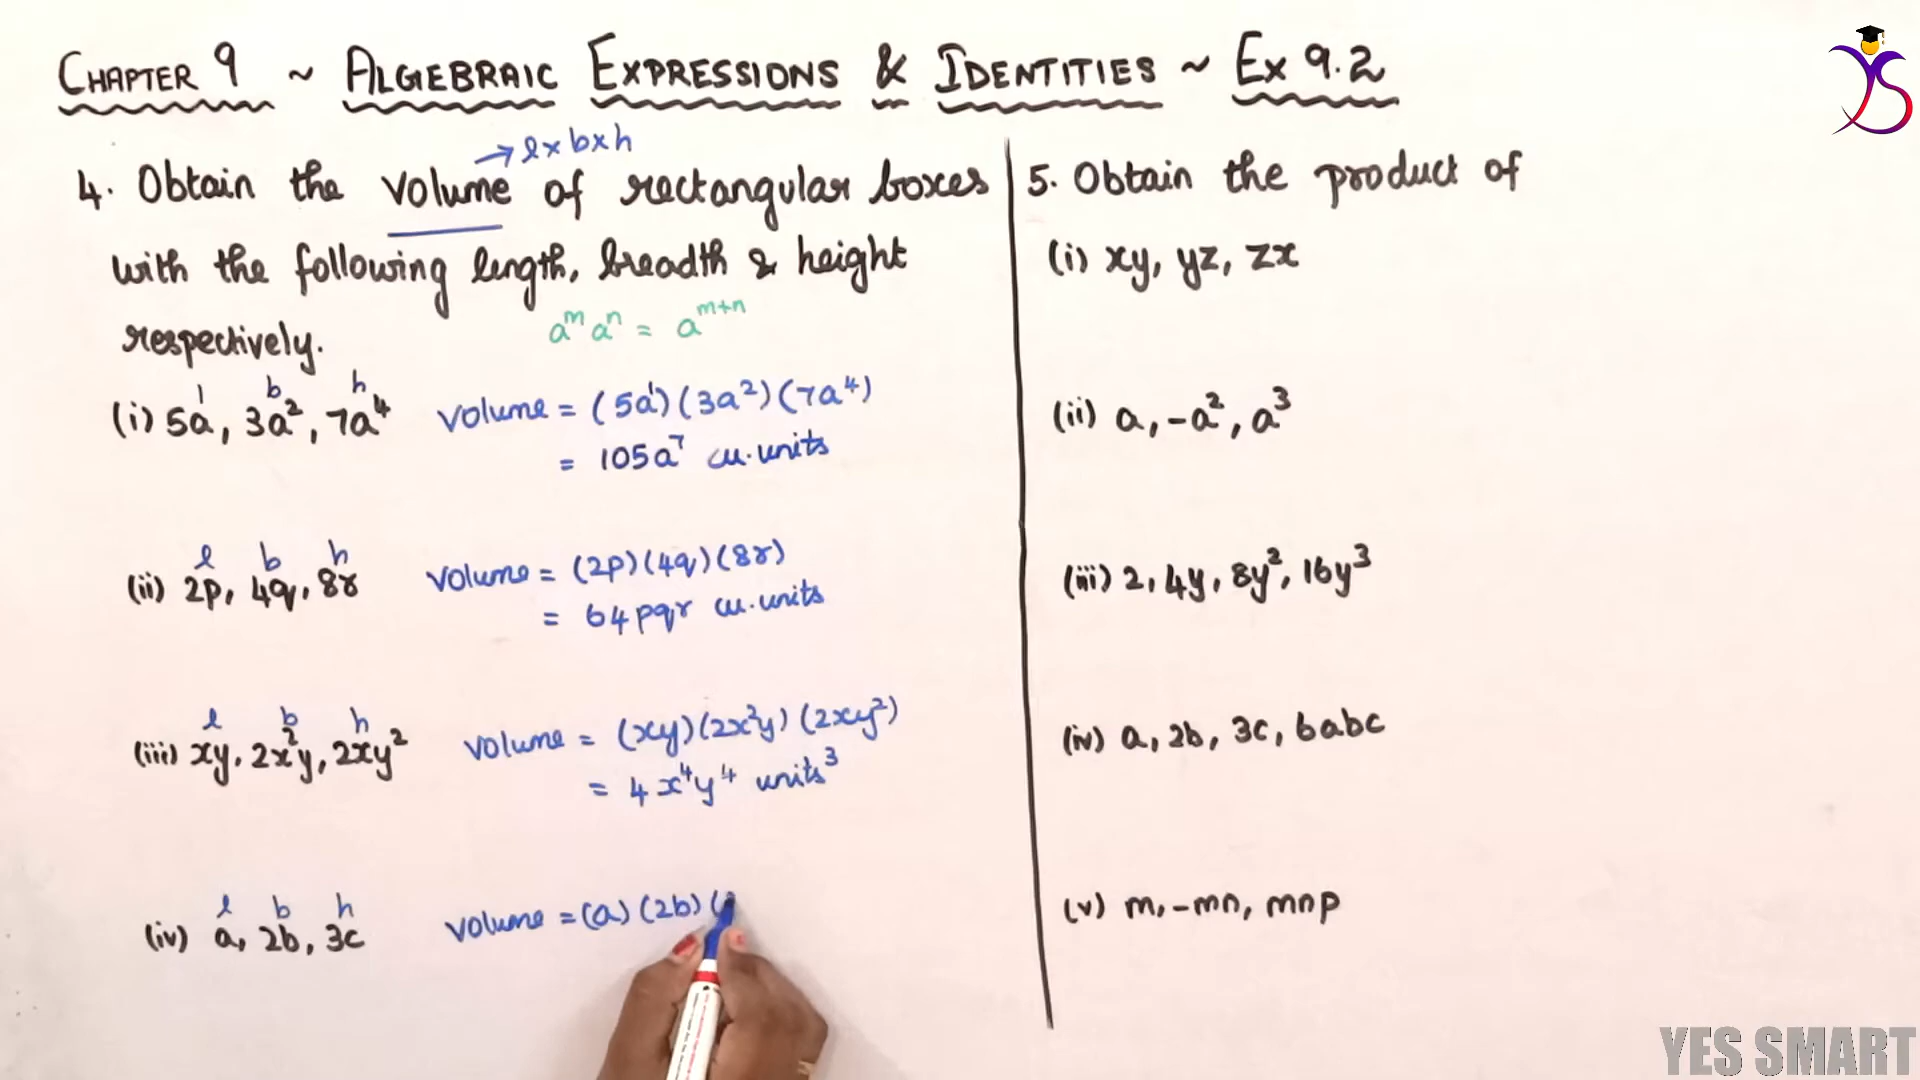 CHAPTER 9 ~ ALGEBRAIC EXPRESSIONS & IDENTITIES ~ Ex 9.2
→ l×b×h
4. Obtain the volume of rectangular boxes
with the following length, breadth & height
respectively.
aᵐ aⁿ = aᵐ⁺ⁿ
l b h
(i) 5a, 3a², 7a⁴ volume = (5a¹)(3a²)(7a⁴)
= 105a⁷ cu.units
l b h
(ii) 2p, 4q, 8r volume = (2p)(4q)(8r)
= 64pqr cu.units
l b h
(iii) xy, 2x²y, 2xy² volume = (xy)(2x²y)(2xy²)
= 4x⁴y⁴ units³
l b h
(iv) a, 2b, 3c volume = (a)(2b)(
5. Obtain the product of
(i) xy, yz, zx
(ii) a, -a², a³
(iii) 2, 4y, 8y², 16y³
(iv) a, 2b, 3c, 6abc
(v) m, -mn, mnp
YS
YES SMART